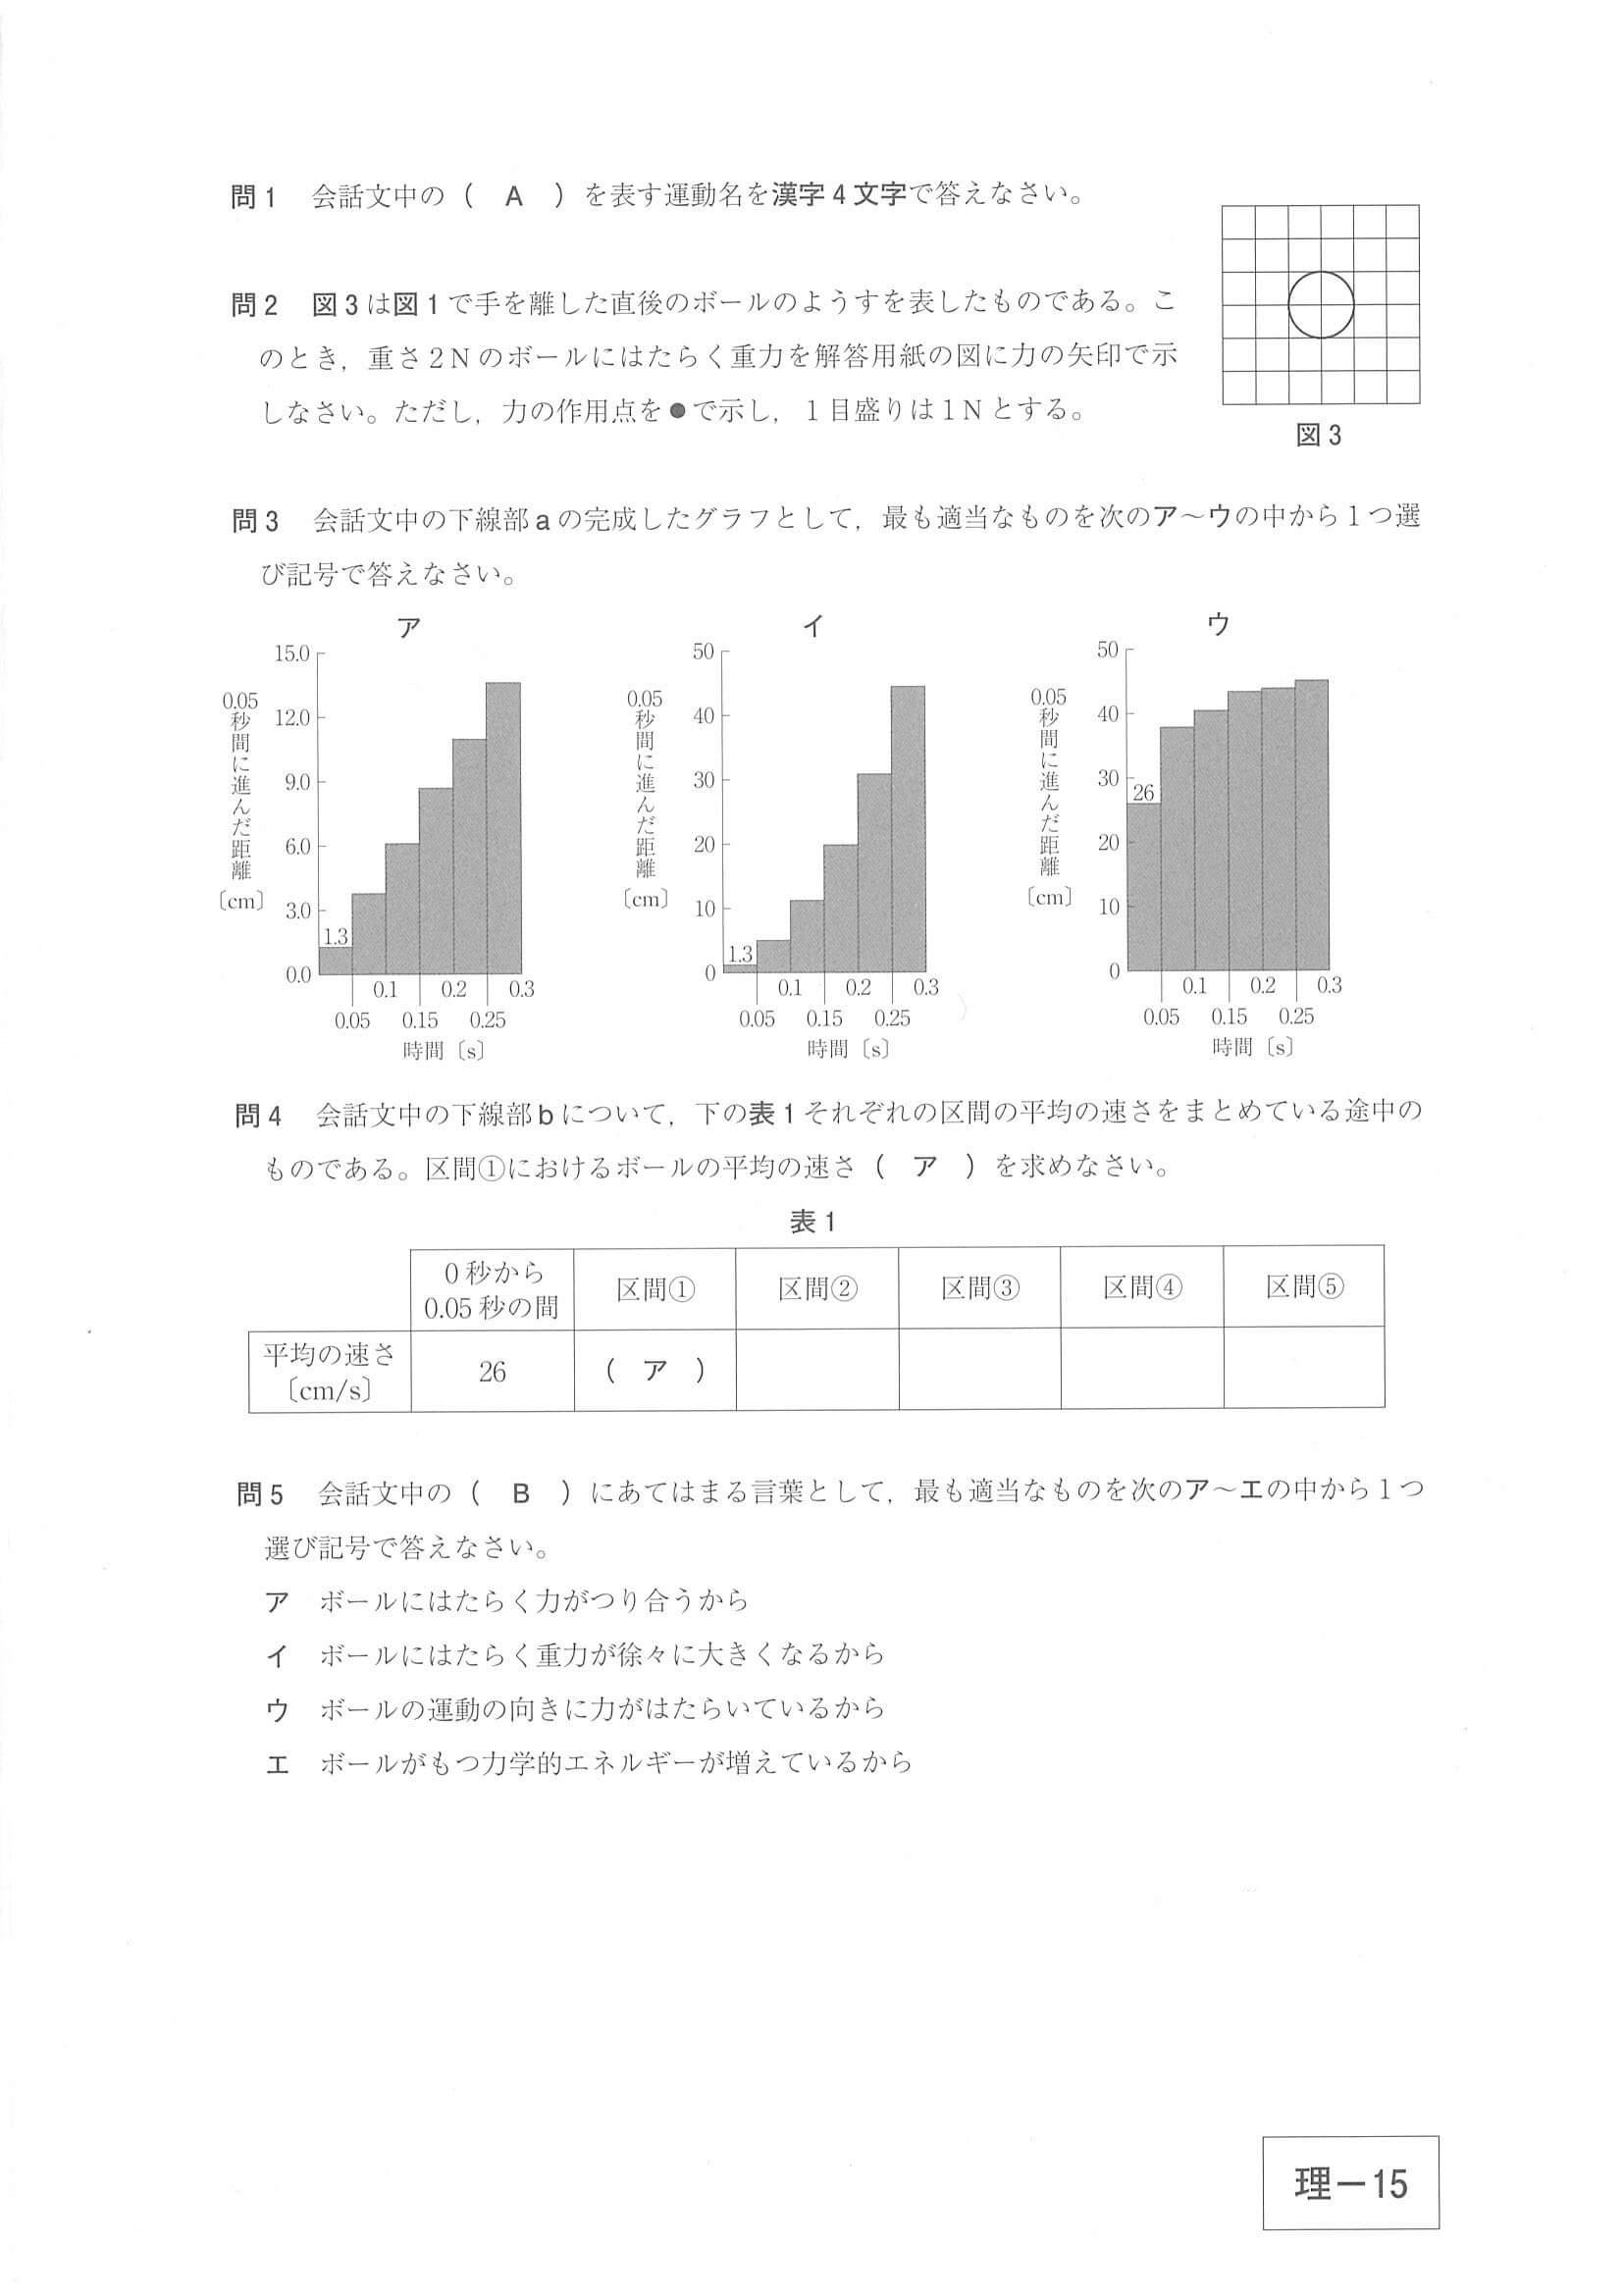 問1 会話文中の（ A ）を表す運動名を漢字4文字で答えなさい。
問2 図3は図1で手を離した直後のボールのようすを表したものである。こ
のとき，重さ2Nのボールにはたらく重力を解答用紙の図に力の矢印で示
しなさい。ただし，力の作用点を●で示し，1目盛りは1Nとする。
図3
問3 会話文中の下線部aの完成したグラフとして，最も適当なものを次のア～ウの中から1つ選
び記号で答えなさい。
ア
0.05秒間に進んだ距離〔cm〕
15.0
12.0
9.0
6.0
3.0
0.0
1.3
0.1 0.2 0.3
0.05 0.15 0.25
時間〔s〕
イ
0.05秒間に進んだ距離〔cm〕
50
40
30
20
10
0
1.3
0.1 0.2 0.3
0.05 0.15 0.25
時間〔s〕
ウ
0.05秒間に進んだ距離〔cm〕
50
40
30
20
10
0
26
0.1 0.2 0.3
0.05 0.15 0.25
時間〔s〕
問4 会話文中の下線部bについて，下の表1それぞれの区間の平均の速さをまとめている途中の
ものである。区間①におけるボールの平均の速さ（ ア ）を求めなさい。
表1
0秒から
0.05秒の間 区間① 区間② 区間③ 区間④ 区間⑤
平均の速さ
〔cm/s〕 26 （ ア ）
問5 会話文中の（ B ）にあてはまる言葉として，最も適当なものを次のア～エの中から1つ
選び記号で答えなさい。
ア ボールにはたらく力がつり合うから
イ ボールにはたらく重力が徐々に大きくなるから
ウ ボールの運動の向きに力がはたらいているから
エ ボールがもつ力学的エネルギーが増えているから
理－15